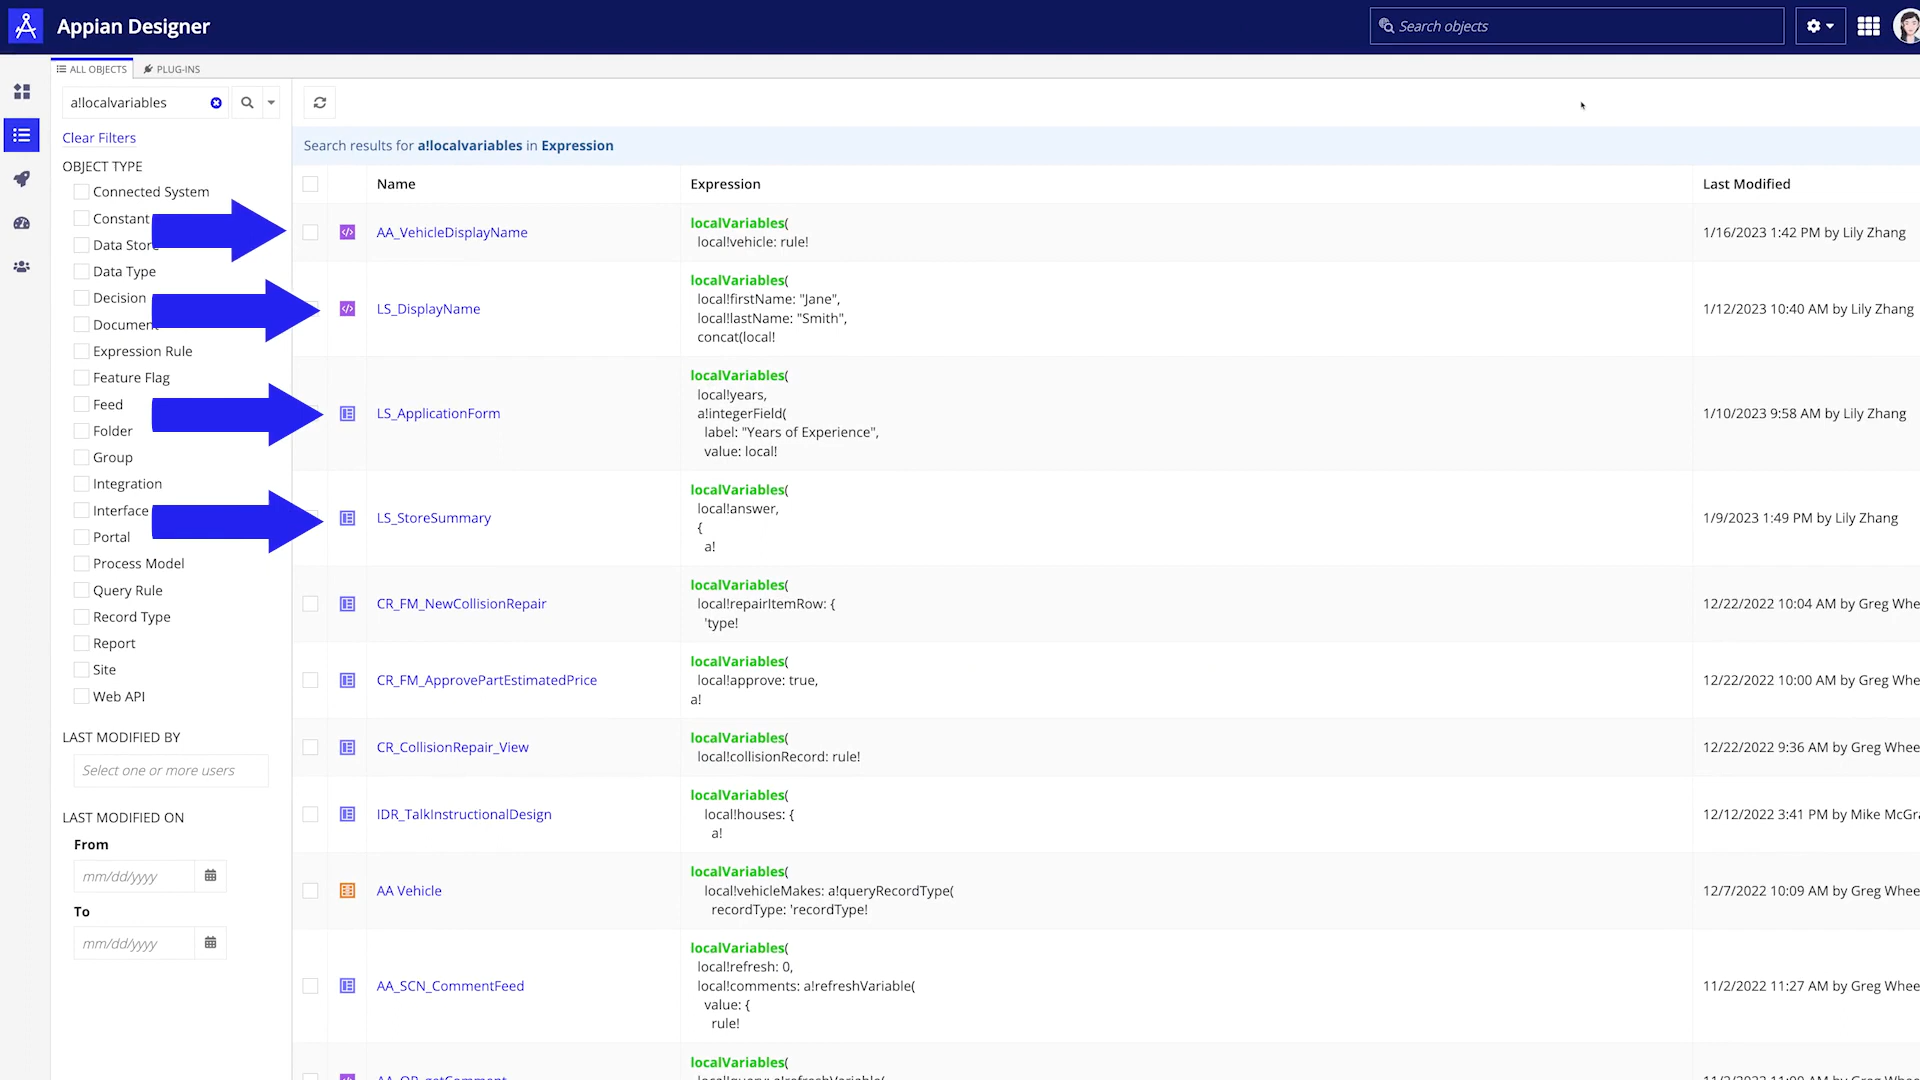 Appian Designer
Search objects
ALL OBJECTS
PLUG-INS
a!localvariables
Clear Filters
OBJECT TYPE
Connected System
Constant
Data Store
Data Type
Decision
Document
Expression Rule
Feature Flag
Feed
Folder
Group
Integration
Interface
Portal
Process Model
Query Rule
Record Type
Report
Site
Web API
LAST MODIFIED BY
Select one or more users
LAST MODIFIED ON
From
mm/dd/yyyy
To
mm/dd/yyyy
Search results for a!localvariables in Expression
Name Expression Last Modified
AA_VehicleDisplayName
localVariables(
local!vehicle: rule!
1/16/2023 1:42 PM by Lily Zhang
LS_DisplayName
localVariables(
local!firstName: "Jane",
local!lastName: "Smith",
concat(local!
1/12/2023 10:40 AM by Lily Zhang
LS_ApplicationForm
localVariables(
local!years,
a!integerField(
label: "Years of Experience",
value: local!
1/10/2023 9:58 AM by Lily Zhang
LS_StoreSummary
localVariables(
local!answer,
{
a!
1/9/2023 1:49 PM by Lily Zhang
CR_FM_NewCollisionRepair
localVariables(
local!repairItemRow: {
'type!
12/22/2022 10:04 AM by Greg Whee
CR_FM_ApprovePartEstimatedPrice
localVariables(
local!approve: true,
a!
12/22/2022 10:00 AM by Greg Whee
CR_CollisionRepair_View
localVariables(
local!collisionRecord: rule!
12/22/2022 9:36 AM by Greg Whee
IDR_TalkInstructionalDesign
localVariables(
local!houses: {
a!
12/12/2022 3:41 PM by Mike McGra
AA Vehicle
localVariables(
local!vehicleMakes: a!queryRecordType(
recordType: 'recordType!
12/7/2022 10:09 AM by Greg Whee
AA_SCN_CommentFeed
localVariables(
local!refresh: 0,
local!comments: a!refreshVariable(
value: {
rule!
11/2/2022 11:27 AM by Greg Whee
localVariables(